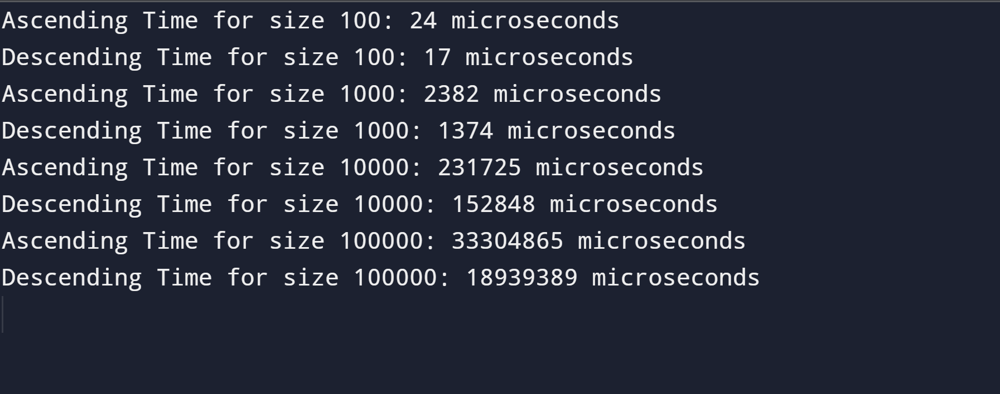 Ascending Time for size 100: 24 microseconds
Descending Time for size 100: 17 microseconds
Ascending Time for size 1000: 2382 microseconds
Descending Time for size 1000: 1374 microseconds
Ascending Time for size 10000: 231725 microseconds
Descending Time for size 10000: 152848 microseconds
Ascending Time for size 100000: 33304865 microseconds
Descending Time for size 100000: 18939389 microseconds